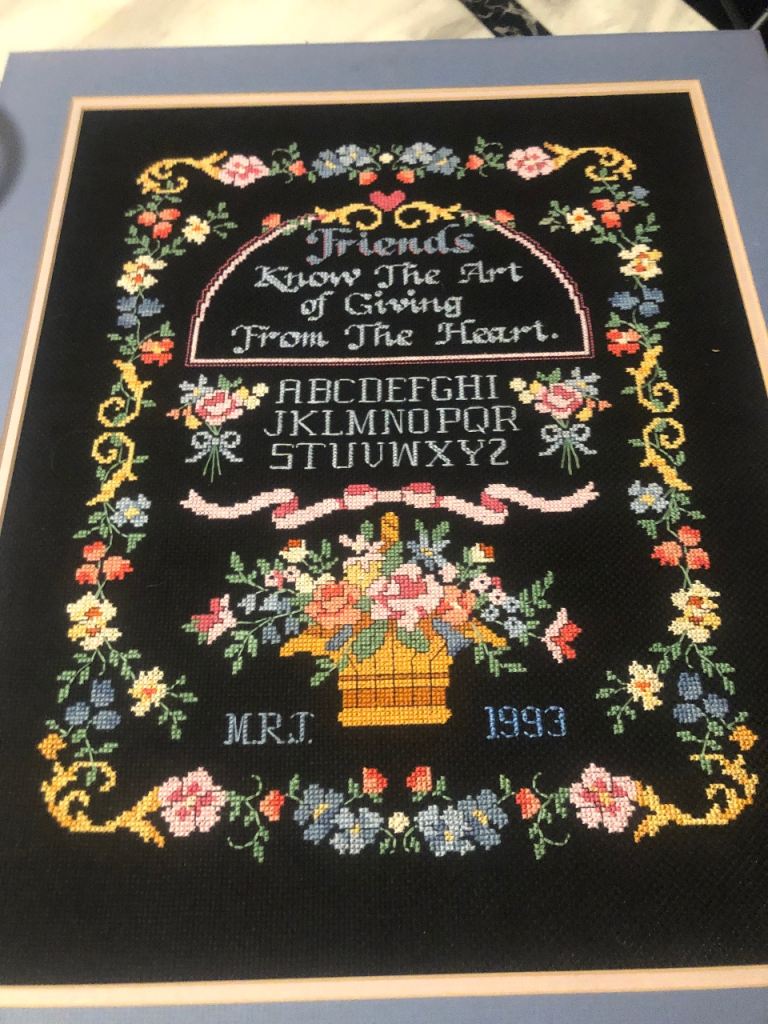 Friends
Know The Art
of Giving
From The Heart.
ABCDEFGHI
JKLMNOPQR
STUVWXYZ
M.R.J. 1993